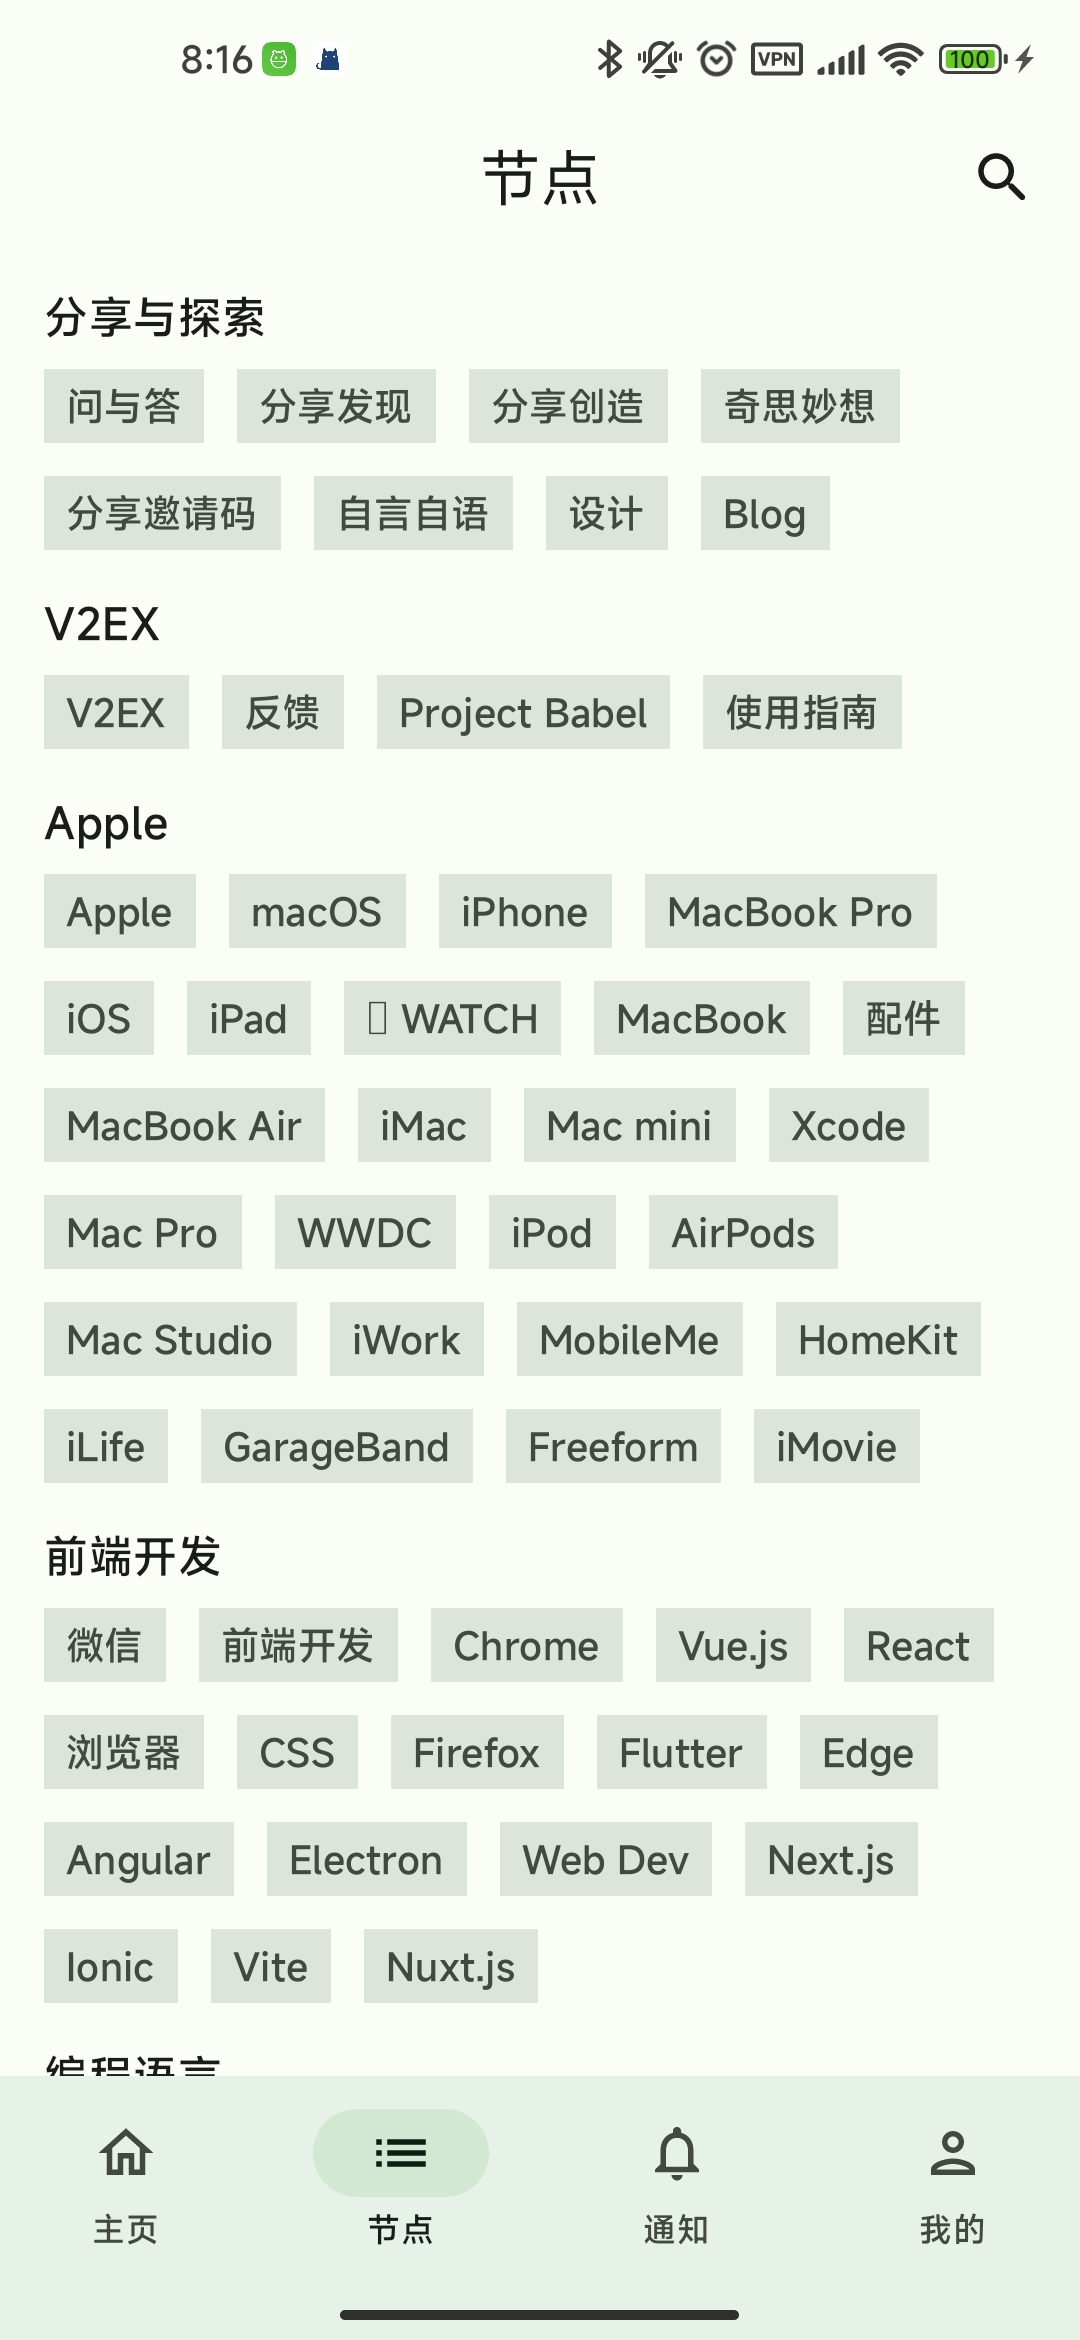 8:16 VPN 100
节点
分享与探索
问与答 分享发现 分享创造 奇思妙想
分享邀请码 自言自语 设计 Blog
V2EX
V2EX 反馈 Project Babel 使用指南
Apple
Apple macOS iPhone MacBook Pro
iOS iPad WATCH MacBook 配件
MacBook Air iMac Mac mini Xcode
Mac Pro WWDC iPod AirPods
Mac Studio iWork MobileMe HomeKit
iLife GarageBand Freeform iMovie
前端开发
微信 前端开发 Chrome Vue.js React
浏览器 CSS Firefox Flutter Edge
Angular Electron Web Dev Next.js
Ionic Vite Nuxt.js
编程语言
主页 节点 通知 我的